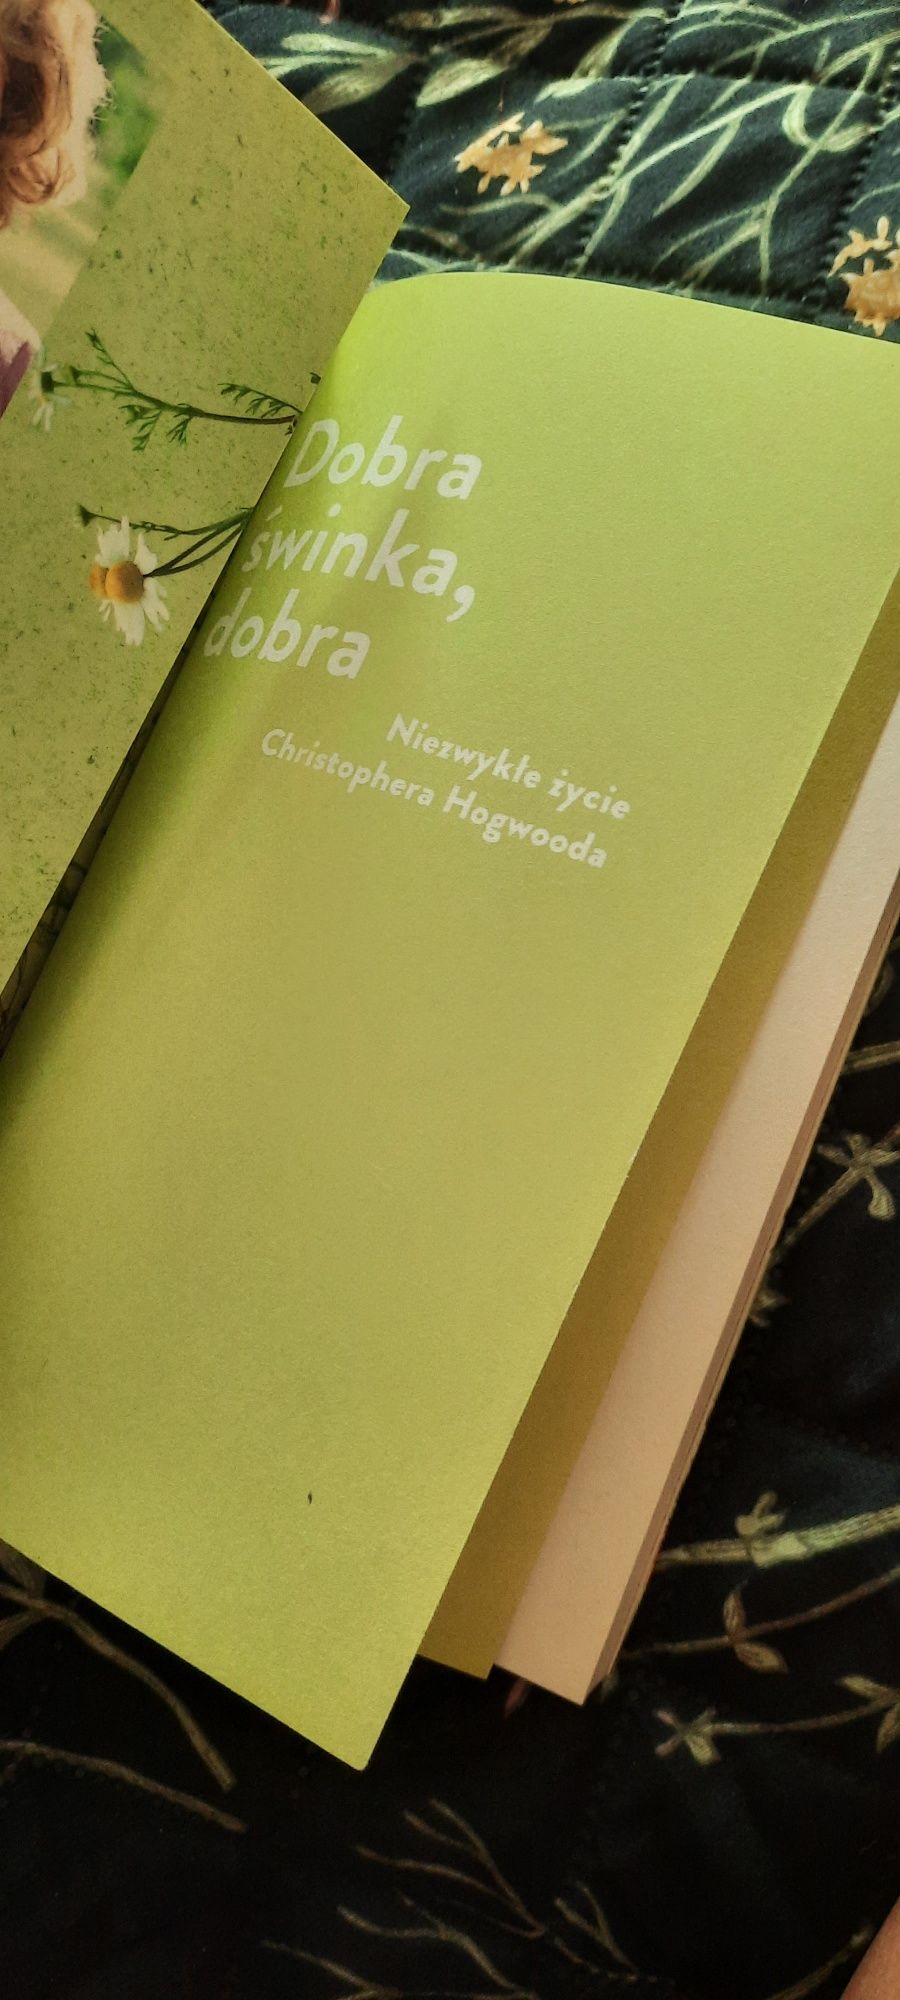 Dobra
świnka,
dobra
Niezwykłe życie
Christophera Hogwooda